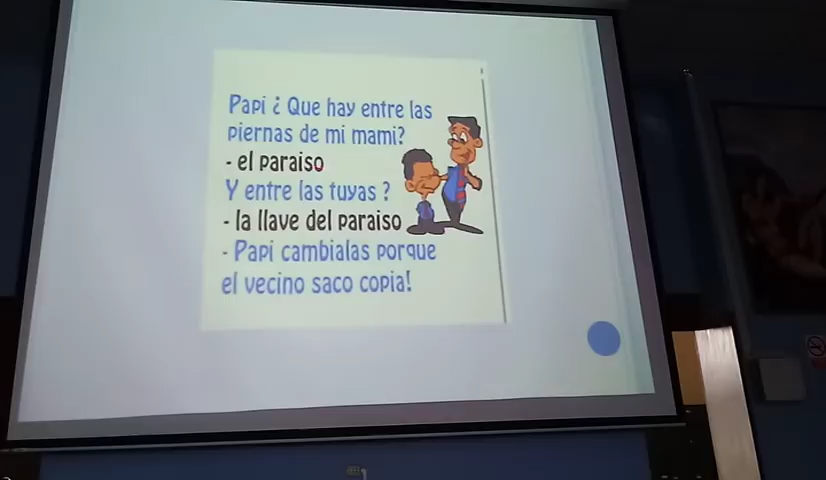 Papi ¿ Que hay entre las
piernas de mi mami?
- el paraiso
Y entre las tuyas ?
- la llave del paraiso
- Papi cambialas porque
el vecino saco copia!